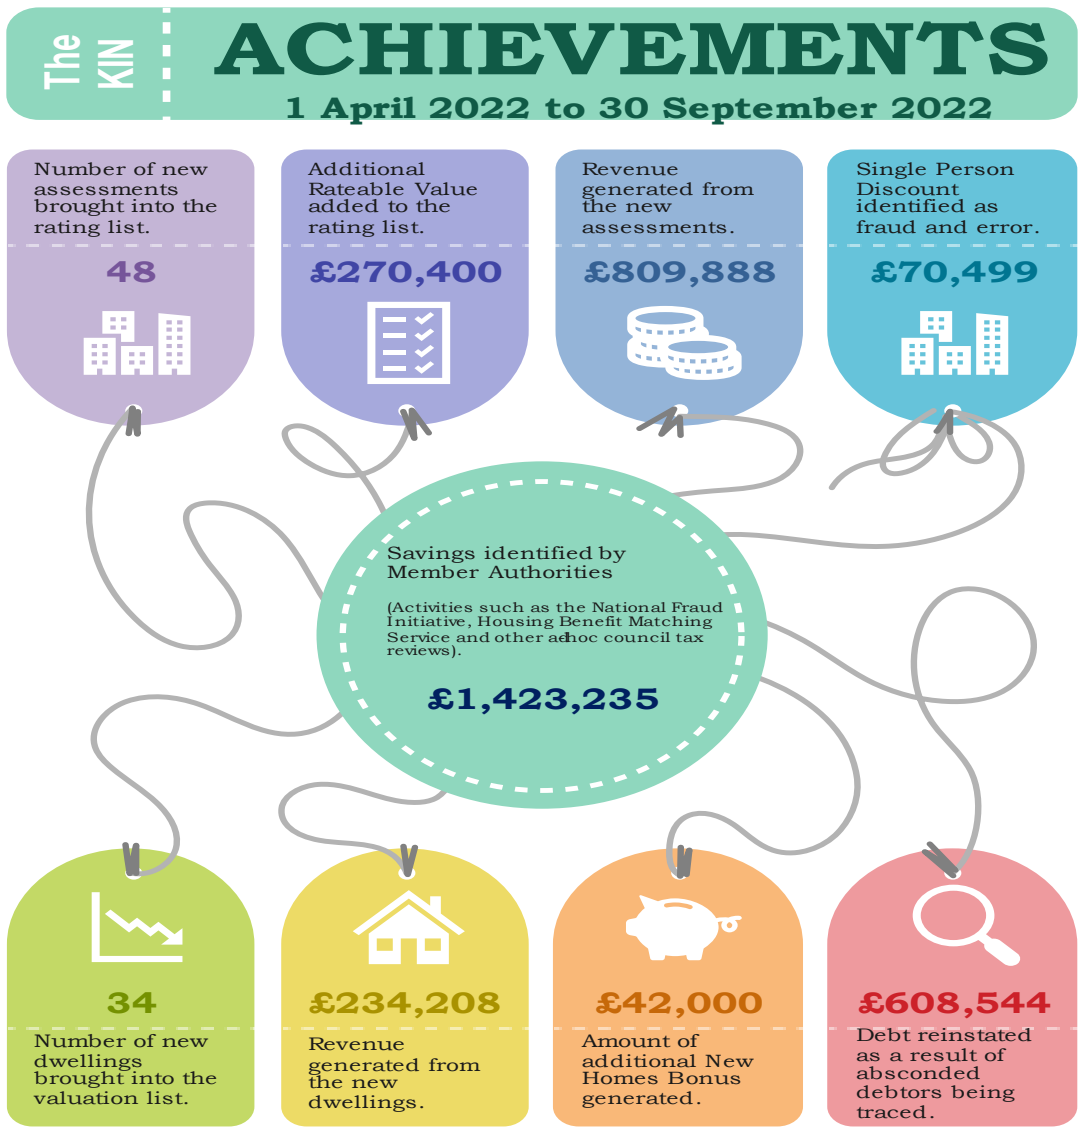 The
KIN
ACHIEVEMENTS
1 April 2022 to 30 September 2022
Number of new
assessments
brought into the
rating list.
48
Additional
Rateable Value
added to the
rating list.
£270,400
Revenue
generated from
the new
assessments.
£809,888
Single Person
Discount
identified as
fraud and error.
£70,499
Savings identified by
Member Authorities
(Activities such as the National Fraud
Initiative, Housing Benefit Matching
Service and other ad-hoc council tax
reviews).
£1,423,235
34
Number of new
dwellings
brought into the
valuation list.
£234,208
Revenue
generated from
the new
dwellings.
£42,000
Amount of
additional New
Homes Bonus
generated.
£608,544
Debt reinstated
as a result of
absconded
debtors being
traced.